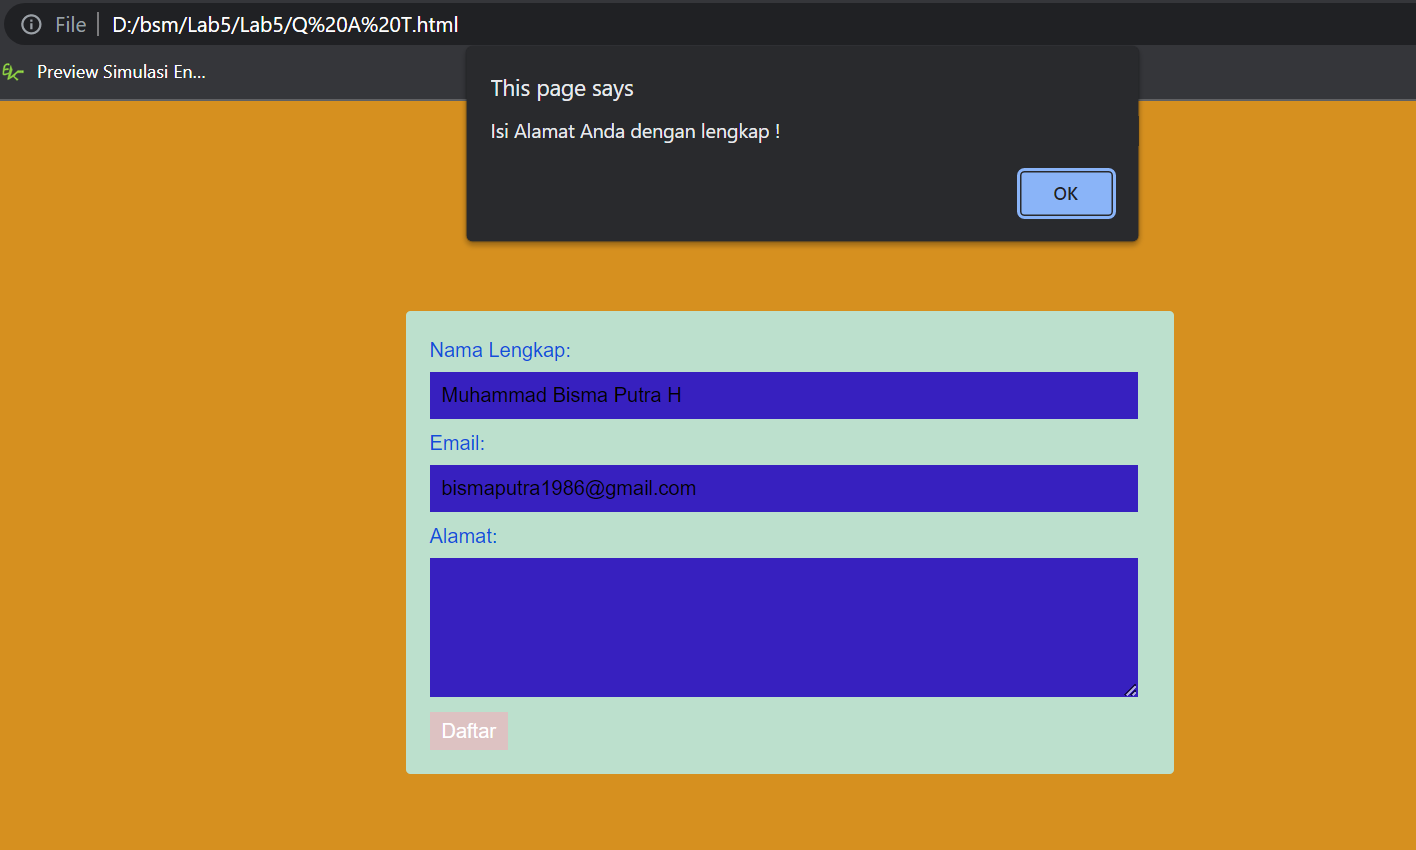 File D:/bsm/Lab5/Lab5/Q%20A%20T.html
Preview Simulasi En...
This page says
Isi Alamat Anda dengan lengkap !
OK
Nama Lengkap:
Muhammad Bisma Putra H
Email:
bismaputra1986@gmail.com
Alamat:
Daftar